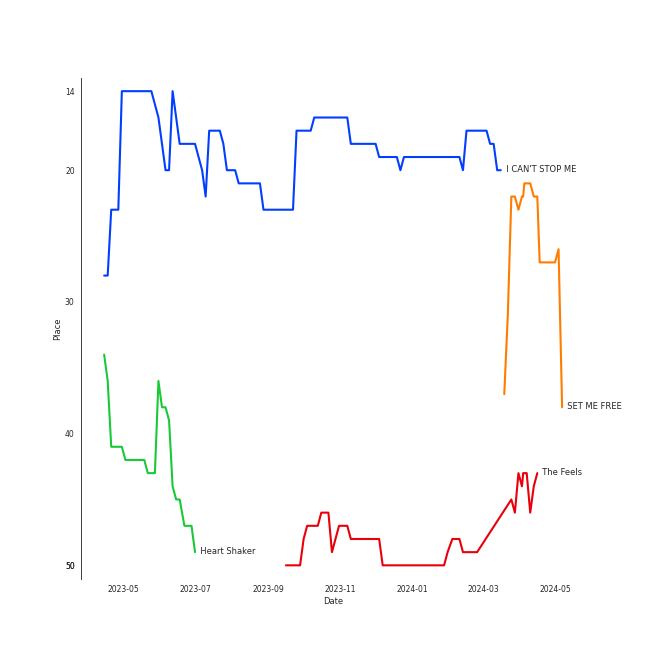 14
20
I CAN'T STOP ME
30
Place
SET ME FREE
40
The Feels
Heart Shaker
50
2023-05 2023-07 2023-09 2023-11 2024-01 2024-03 2024-05
Date